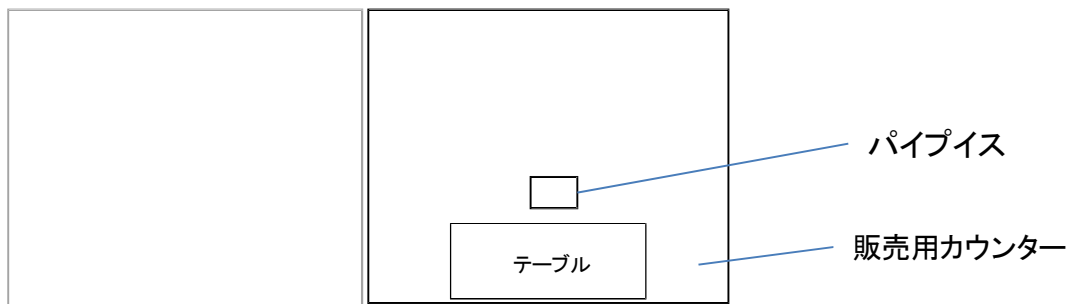 パイプイス
販売用カウンター
テーブル